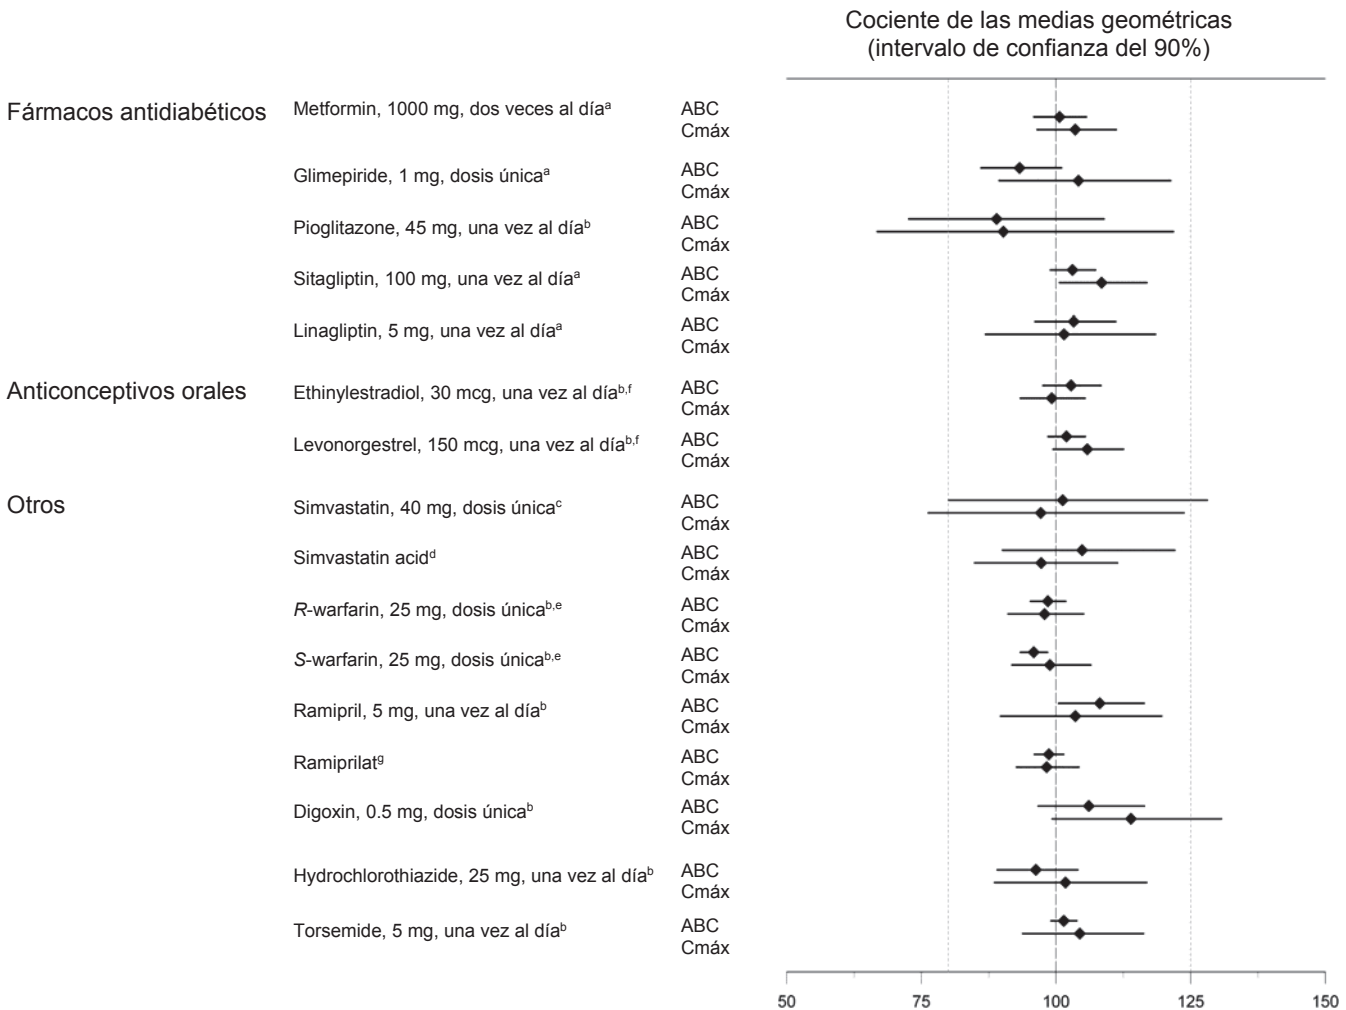 Cociente de las medias geométricas
(intervalo de confianza del 90%)
Fármacos antidiabéticos
Metformin, 1000 mg, dos veces al díaᵃ
ABC
Cmáx
Glimepiride, 1 mg, dosis únicaᵃ
ABC
Cmáx
Pioglitazone, 45 mg, una vez al díaᵇ
ABC
Cmáx
Sitagliptin, 100 mg, una vez al díaᵃ
ABC
Cmáx
Linagliptin, 5 mg, una vez al díaᵃ
ABC
Cmáx
Anticonceptivos orales
Ethinylestradiol, 30 mcg, una vez al díaᵇ,ᶠ
ABC
Cmáx
Levonorgestrel, 150 mcg, una vez al díaᵇ,ᶠ
ABC
Cmáx
Otros
Simvastatin, 40 mg, dosis únicaᶜ
ABC
Cmáx
Simvastatin acidᵈ
ABC
Cmáx
R-warfarin, 25 mg, dosis únicaᵇ,ᵉ
ABC
Cmáx
S-warfarin, 25 mg, dosis únicaᵇ,ᵉ
ABC
Cmáx
Ramipril, 5 mg, una vez al díaᵇ
ABC
Cmáx
Ramiprilatᵍ
ABC
Cmáx
Digoxin, 0.5 mg, dosis únicaᵇ
ABC
Cmáx
Hydrochlorothiazide, 25 mg, una vez al díaᵇ
ABC
Cmáx
Torsemide, 5 mg, una vez al díaᵇ
ABC
Cmáx
50 75 100 125 150